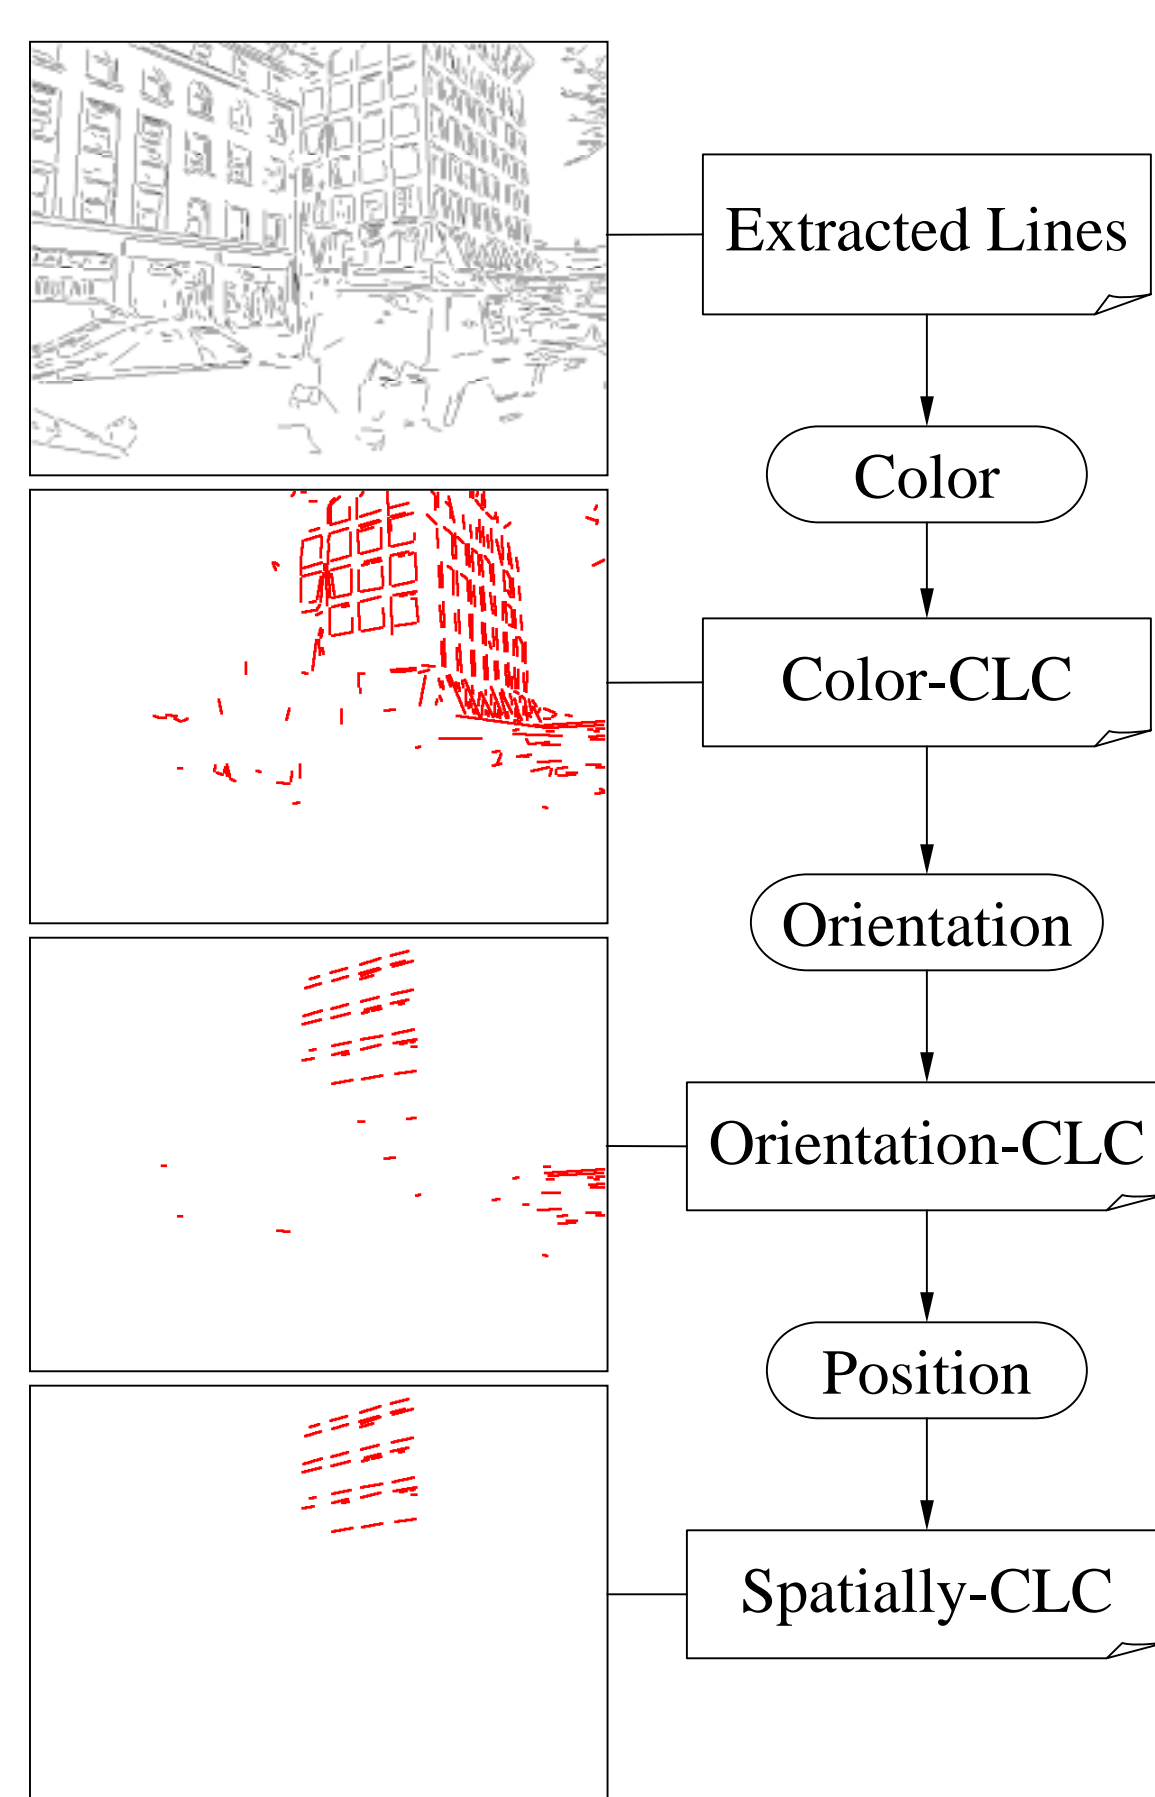 Extracted Lines
Color
Color-CLC
Orientation
Orientation-CLC
Position
Spatially-CLC